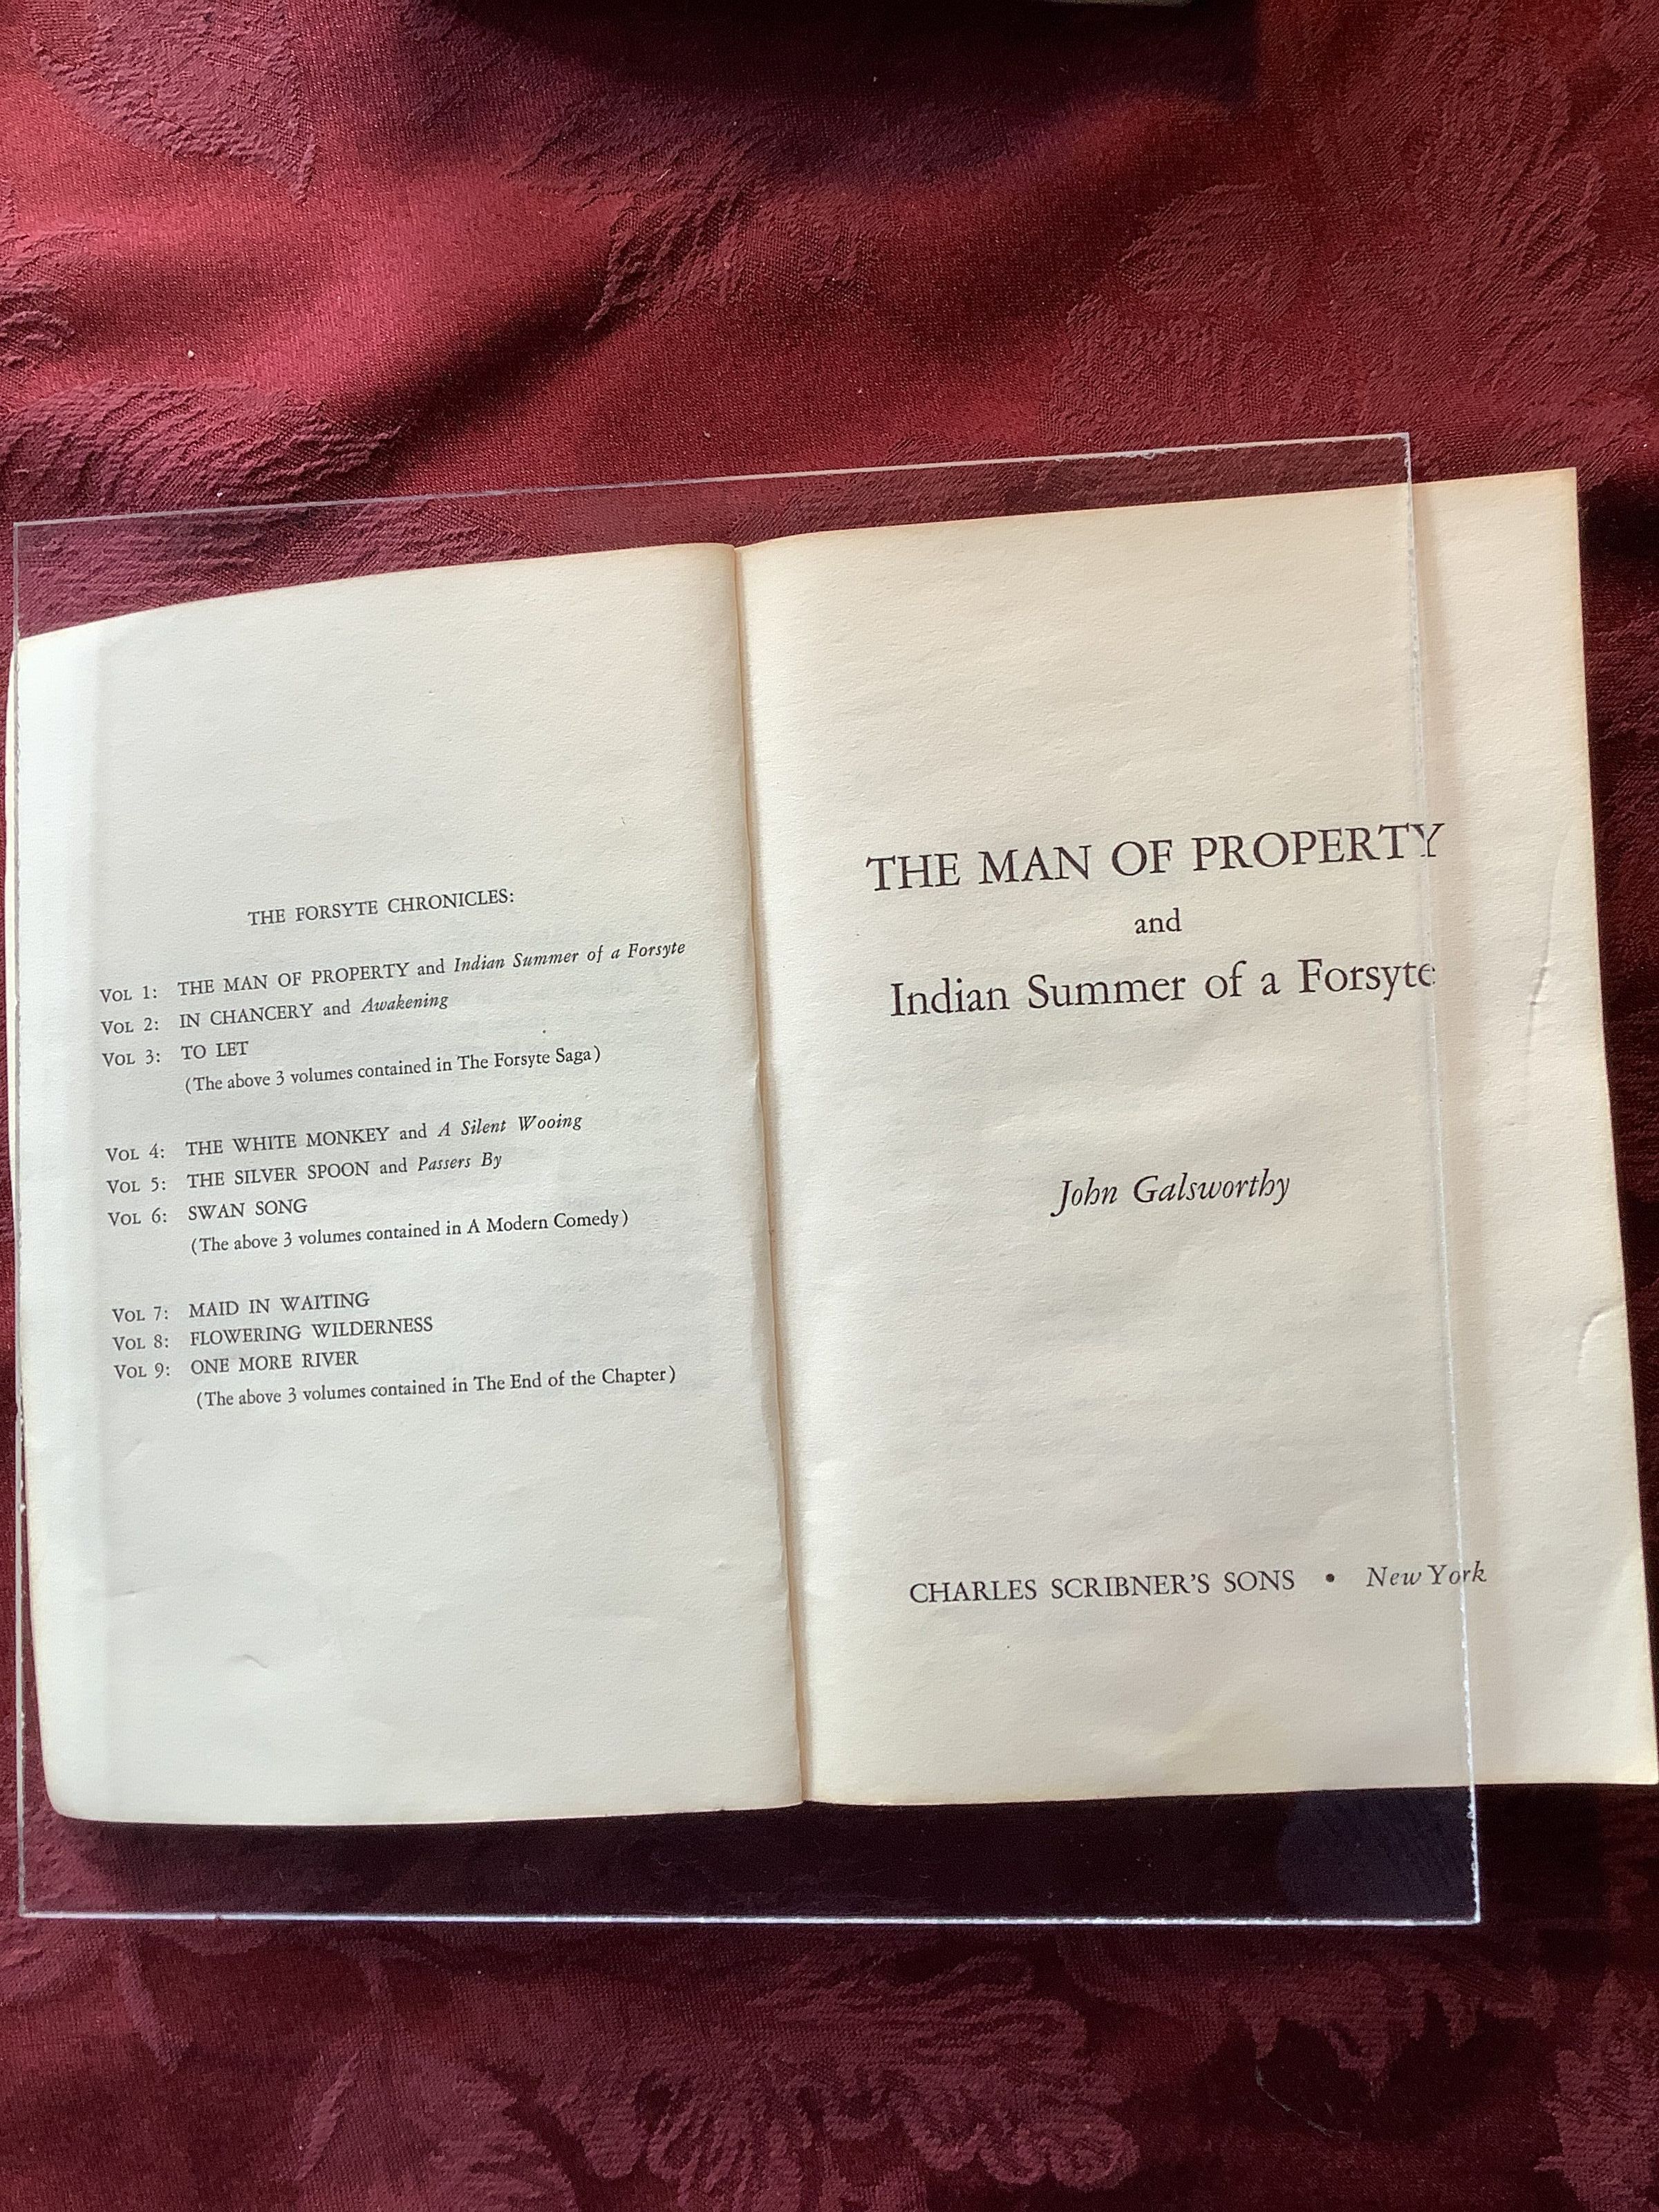 THE FORSYTE CHRONICLES:
VOL 1: THE MAN OF PROPERTY and Indian Summer of a Forsyte
VOL 2: IN CHANCERY and Awakening
VOL 3: TO LET
(The above 3 volumes contained in The Forsyte Saga)
VOL 4: THE WHITE MONKEY and A Silent Wooing
VOL 5: THE SILVER SPOON and Passers By
VOL 6: SWAN SONG
(The above 3 volumes contained in A Modern Comedy)
VOL 7: MAID IN WAITING
VOL 8: FLOWERING WILDERNESS
VOL 9: ONE MORE RIVER
(The above 3 volumes contained in The End of the Chapter)
THE MAN OF PROPERTY
and
Indian Summer of a Forsyte
John Galsworthy
CHARLES SCRIBNER'S SONS • New York